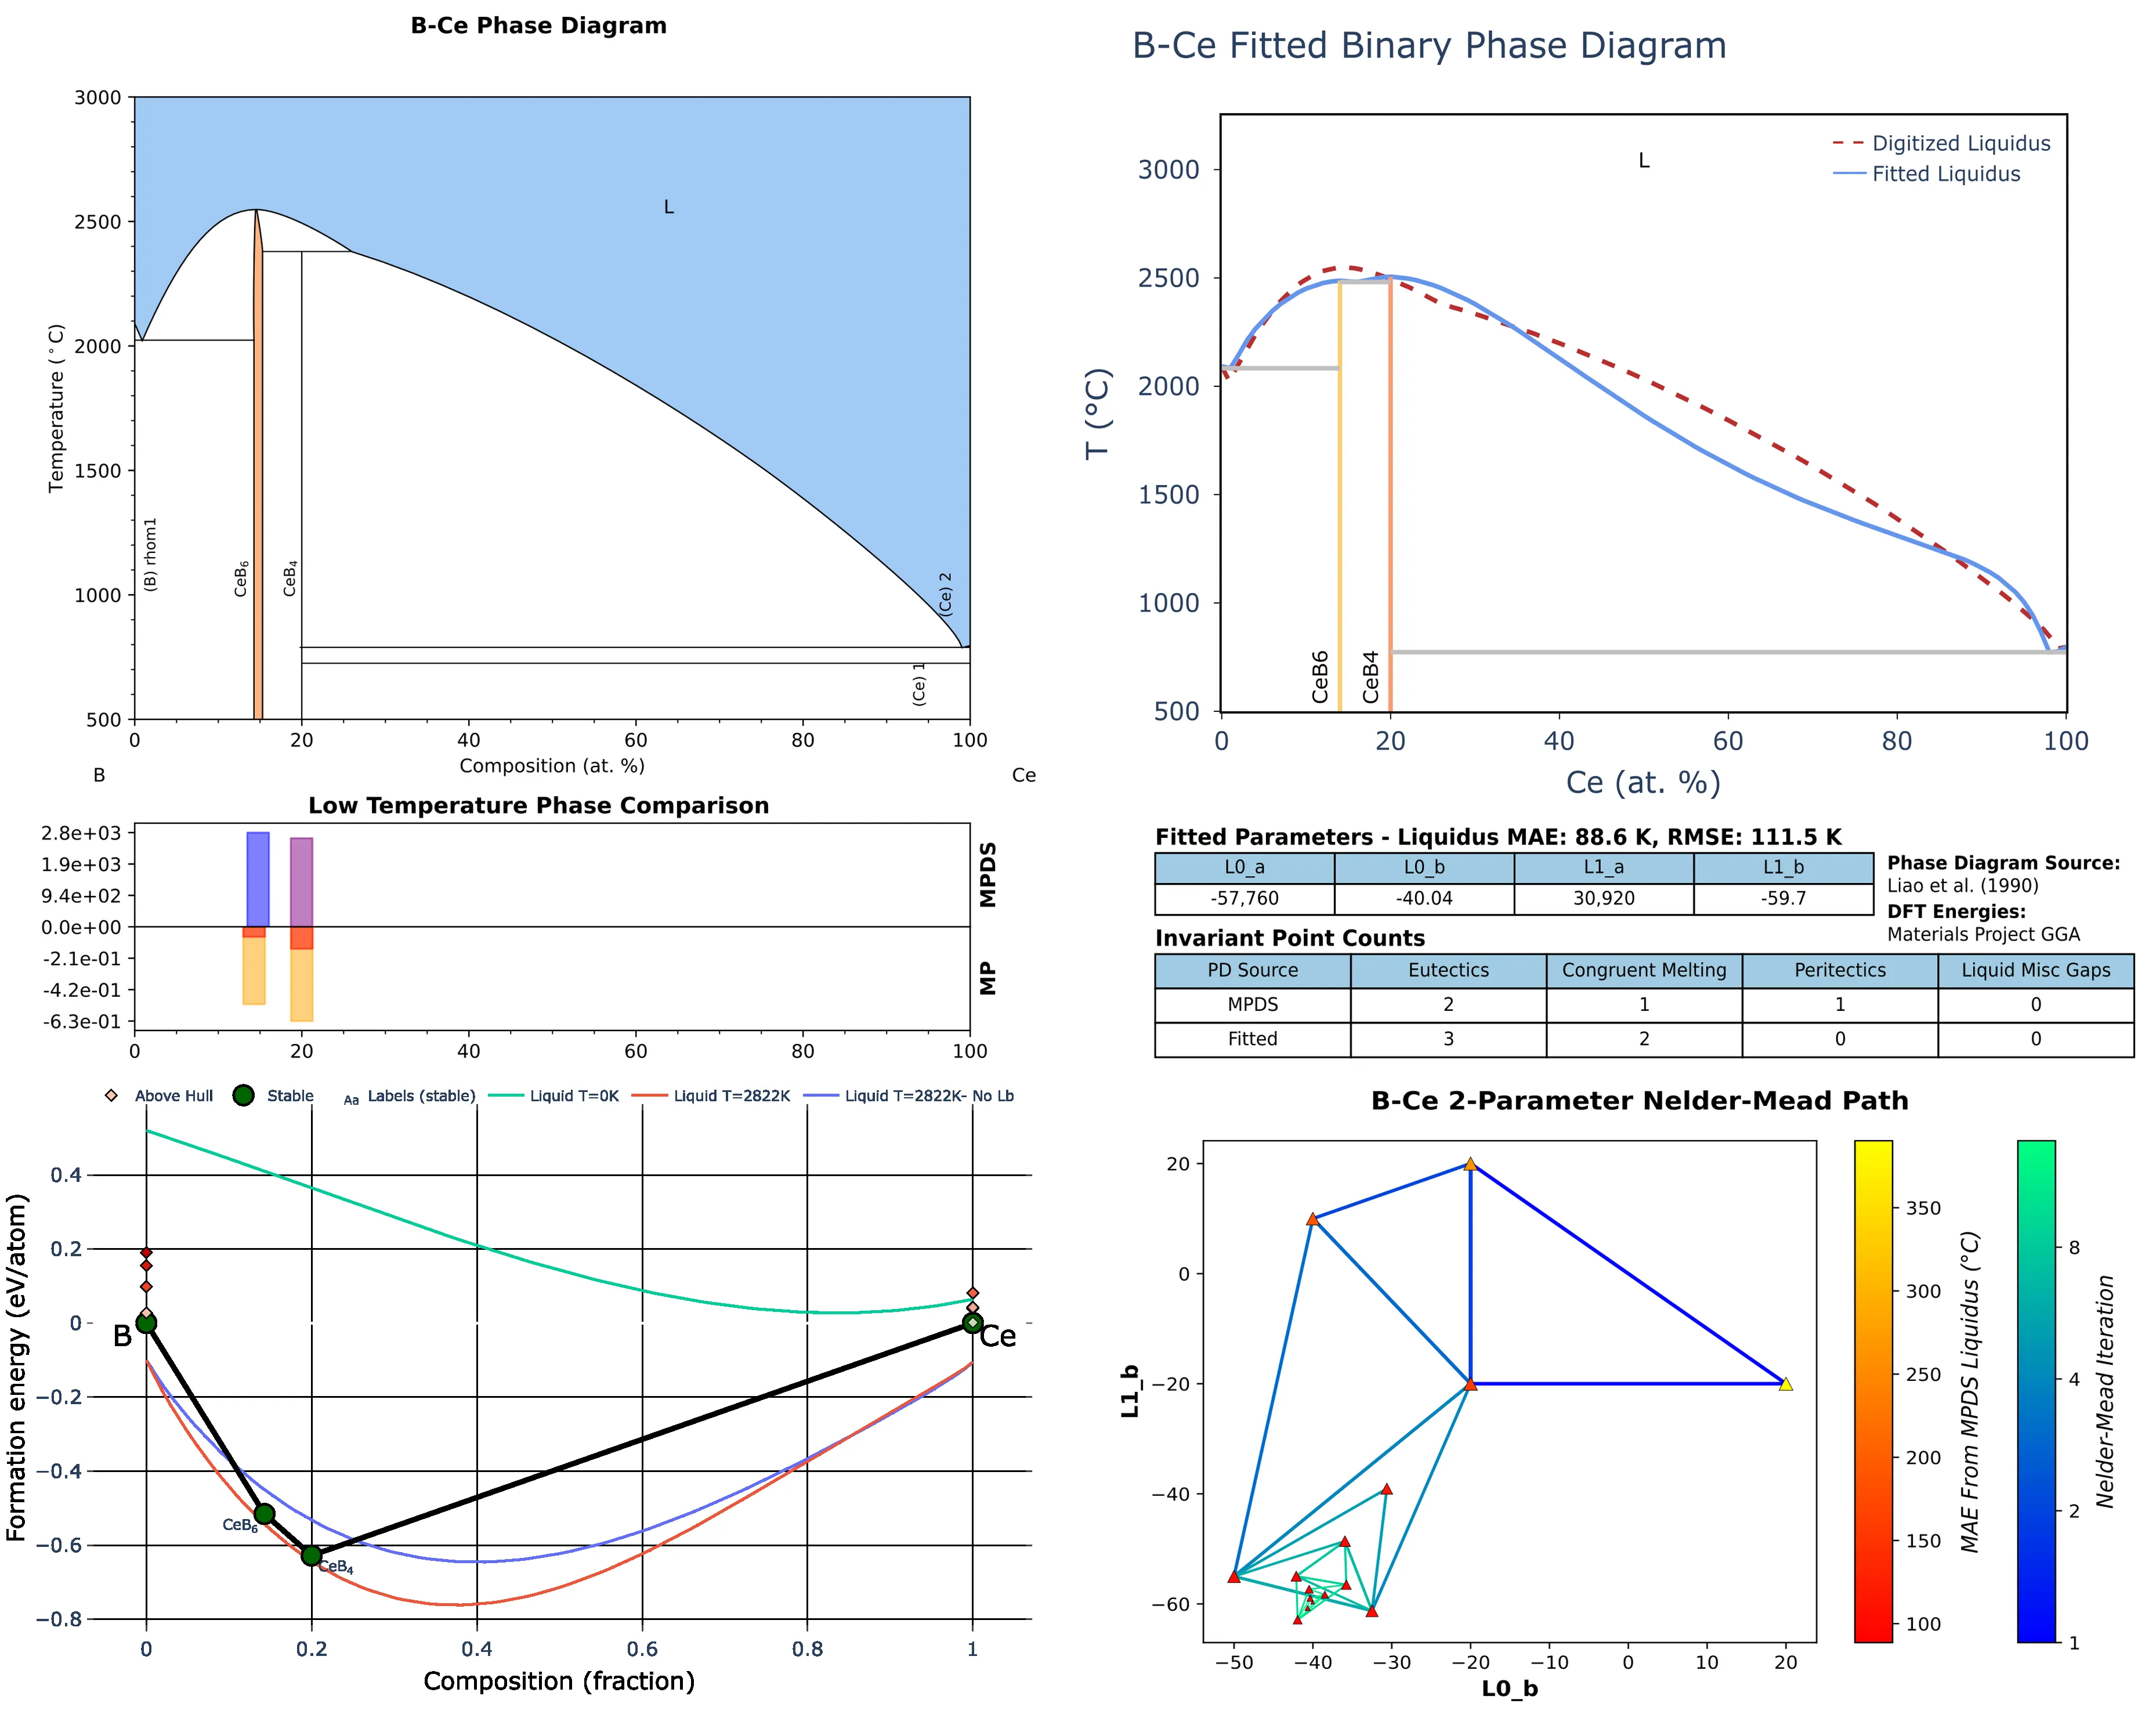 B-Ce Phase Diagram
3000
2500
2000
1500
1000
500
Temperature (°C)
L
(B) rhom1
CeB₆
CeB₄
(Ce) 2
(Ce) 1
0 20 40 60 80 100
Composition (at. %)
B Ce
B-Ce Fitted Binary Phase Diagram
L
Digitized Liquidus
Fitted Liquidus
3000
2500
2000
1500
1000
500
T (°C)
CeB6
CeB4
0 20 40 60 80 100
Ce (at. %)
Low Temperature Phase Comparison
2.8e+03
1.9e+03
9.4e+02
0.0e+00
-2.1e-01
-4.2e-01
-6.3e-01
MPDS
MP
0 20 40 60 80 100
Fitted Parameters - Liquidus MAE: 88.6 K, RMSE: 111.5 K
L0_a L0_b L1_a L1_b
-57,760 -40.04 30,920 -59.7
Phase Diagram Source:
Liao et al. (1990)
DFT Energies:
Materials Project GGA
Invariant Point Counts
PD Source Eutectics Congruent Melting Peritectics Liquid Misc Gaps
MPDS 2 1 1 0
Fitted 3 2 0 0
Above Hull Stable Aa Labels (stable) Liquid T=0K Liquid T=2822K Liquid T=2822K- No Lb
0.4
0.2
0
−0.2
−0.4
−0.6
−0.8
Formation energy (eV/atom)
B
Ce
CeB₆
CeB₄
0 0.2 0.4 0.6 0.8 1
Composition (fraction)
B-Ce 2-Parameter Nelder-Mead Path
20
0
−20
−40
−60
L1_b
−50 −40 −30 −20 −10 0 10 20
L0_b
350
300
250
200
150
100
MAE From MPDS Liquidus (°C)
8
4
2
1
Nelder-Mead Iteration